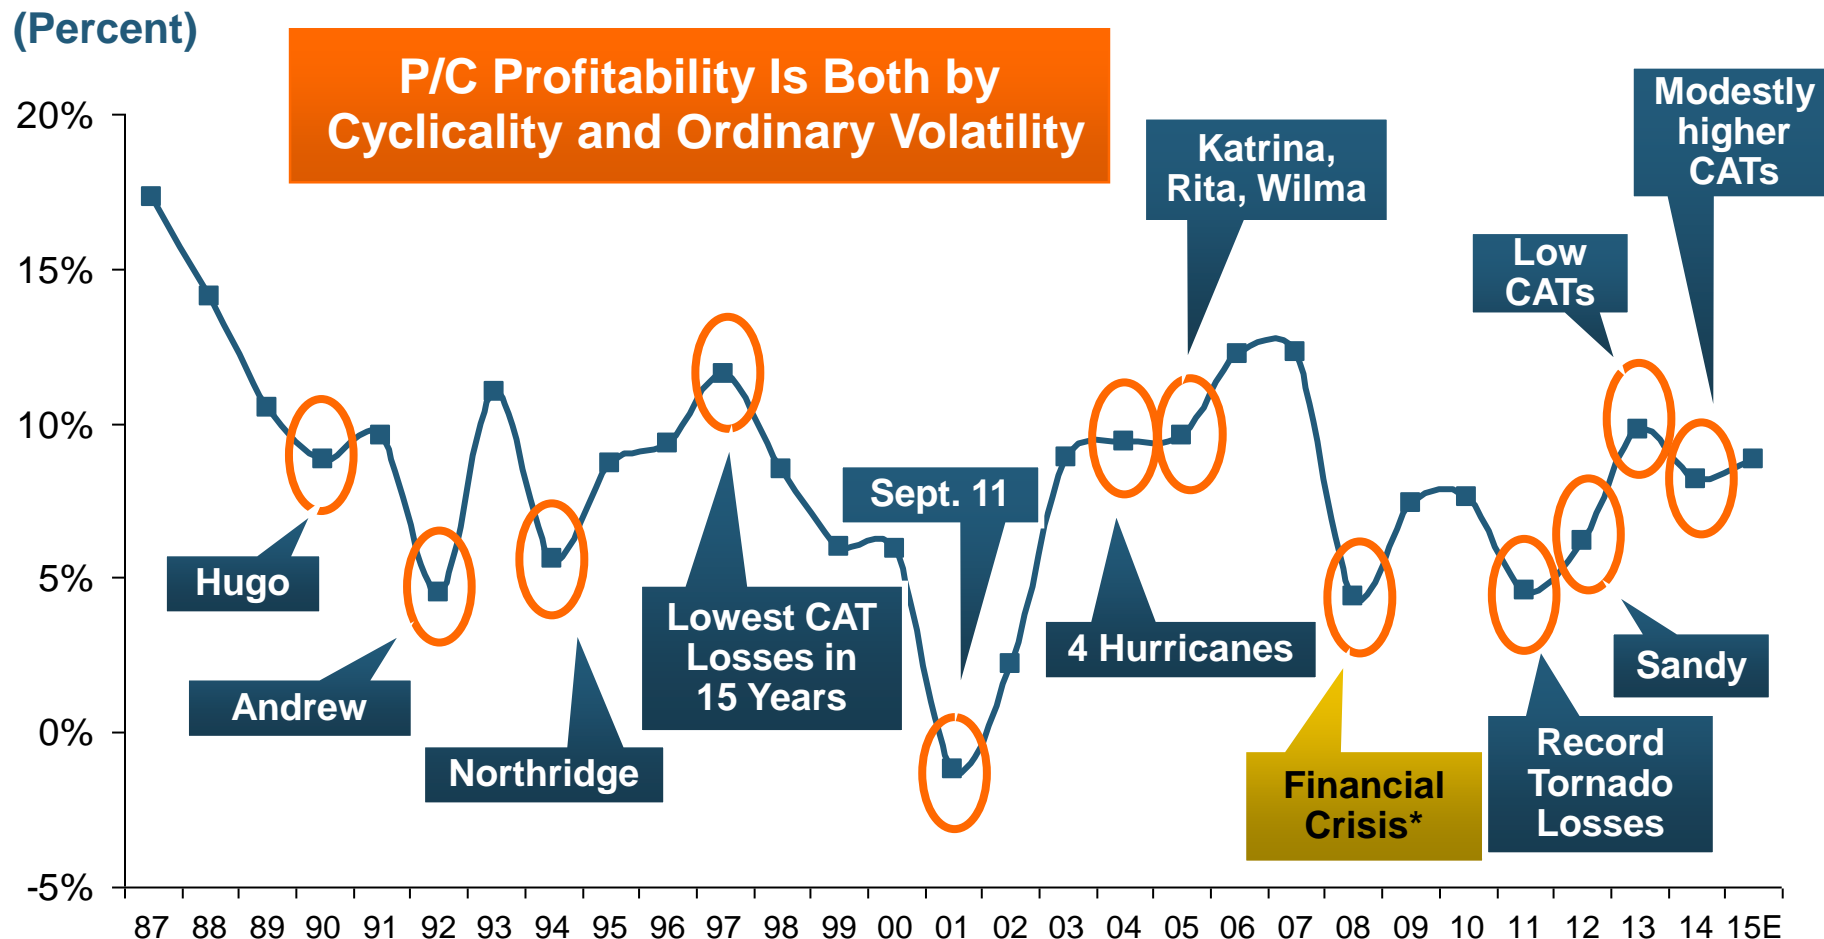 (Percent)
P/C Profitability Is Both by
Cyclicality and Ordinary Volatility
Modestly
higher
CATs
Katrina,
Rita, Wilma
Low
CATs
20%
15%
10%
5%
0%
-5%
Hugo
Andrew
Northridge
Lowest CAT
Losses in
15 Years
Sept. 11
4 Hurricanes
Financial
Crisis*
Record
Tornado
Losses
Sandy
87 88 89 90 91 92 93 94 95 96 97 98 99 00 01 02 03 04 05 06 07 08 09 10 11 12 13 14 15E